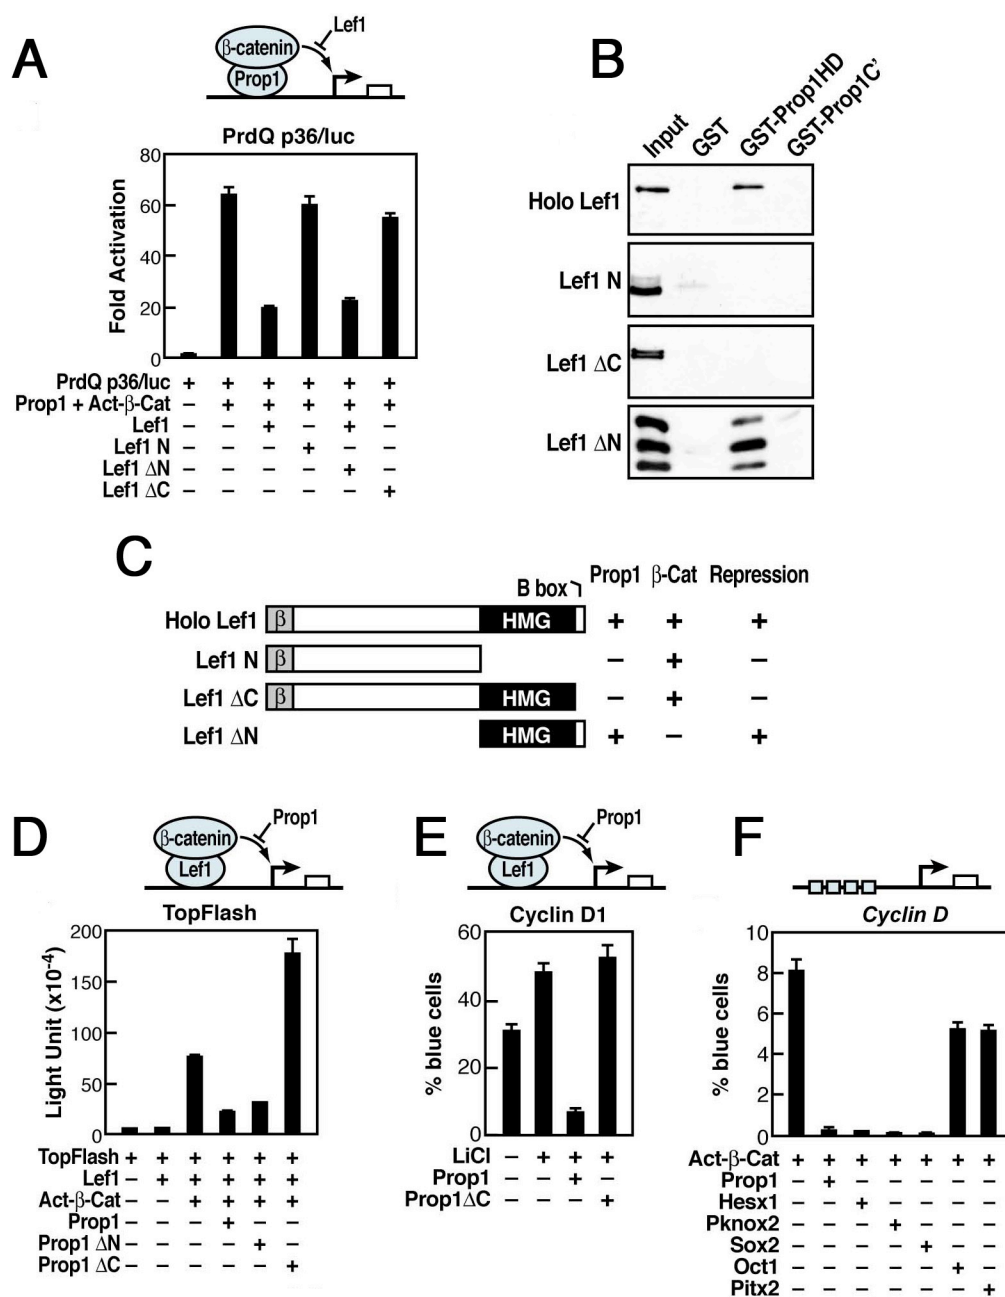 A
Lef1
β-catenin
Prop1
PrdQ p36/luc
Fold Activation
80
60
40
20
0
PrdQ p36/luc + + + + + +
Prop1 + Act-β-Cat – + + + + +
Lef1 – – + – + –
Lef1 N – – – + – –
Lef1 ΔN – – – – + –
Lef1 ΔC – – – – – +
B
Input GST GST-Prop1HD GST-Prop1C'
Holo Lef1
Lef1 N
Lef1 ΔC
Lef1 ΔN
C
B box Prop1 β-Cat Repression
Holo Lef1 β HMG + + +
Lef1 N β – + –
Lef1 ΔC β HMG – + –
Lef1 ΔN HMG + – +
D
Prop1
β-catenin
Lef1
TopFlash
Light Unit (x10-4)
200
150
100
50
0
TopFlash + + + + + +
Lef1 – + + + + +
Act-β-Cat – – + + + +
Prop1 – – – + – –
Prop1 ΔN – – – – + –
Prop1 ΔC – – – – – +
E
Prop1
β-catenin
Lef1
Cyclin D1
% blue cells
60
40
20
0
LiCl – + + +
Prop1 – – + –
Prop1ΔC – – – +
F
Cyclin D
% blue cells
10
8
6
4
2
0
Act-β-Cat + + + + + + +
Prop1 – + – – – – –
Hesx1 – – + – – – –
Pknox2 – – – + – – –
Sox2 – – – – + – –
Oct1 – – – – – + –
Pitx2 – – – – – – +